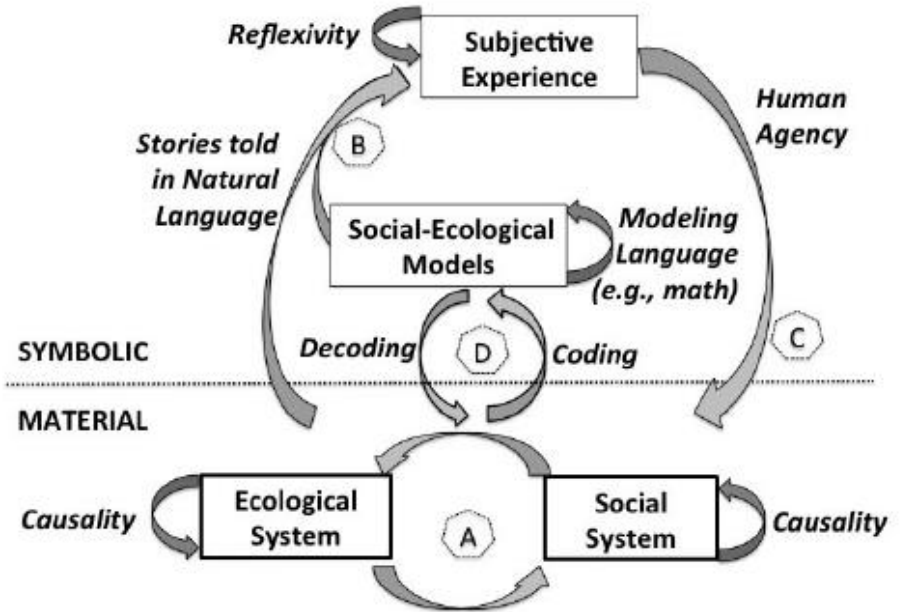 Reflexivity
Subjective
Experience
Human
Agency
Stories told
in Natural
Language
B
Social-Ecological
Models
Modeling
Language
(e.g., math)
SYMBOLIC
Decoding
D
Coding
C
MATERIAL
Causality
Ecological
System
A
Social
System
Causality